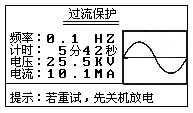 过流保护
频率：0.1 HZ
计时： 5分42秒
电压：25.5KV
电流：10.1MA
提示：若重试，先关机放电